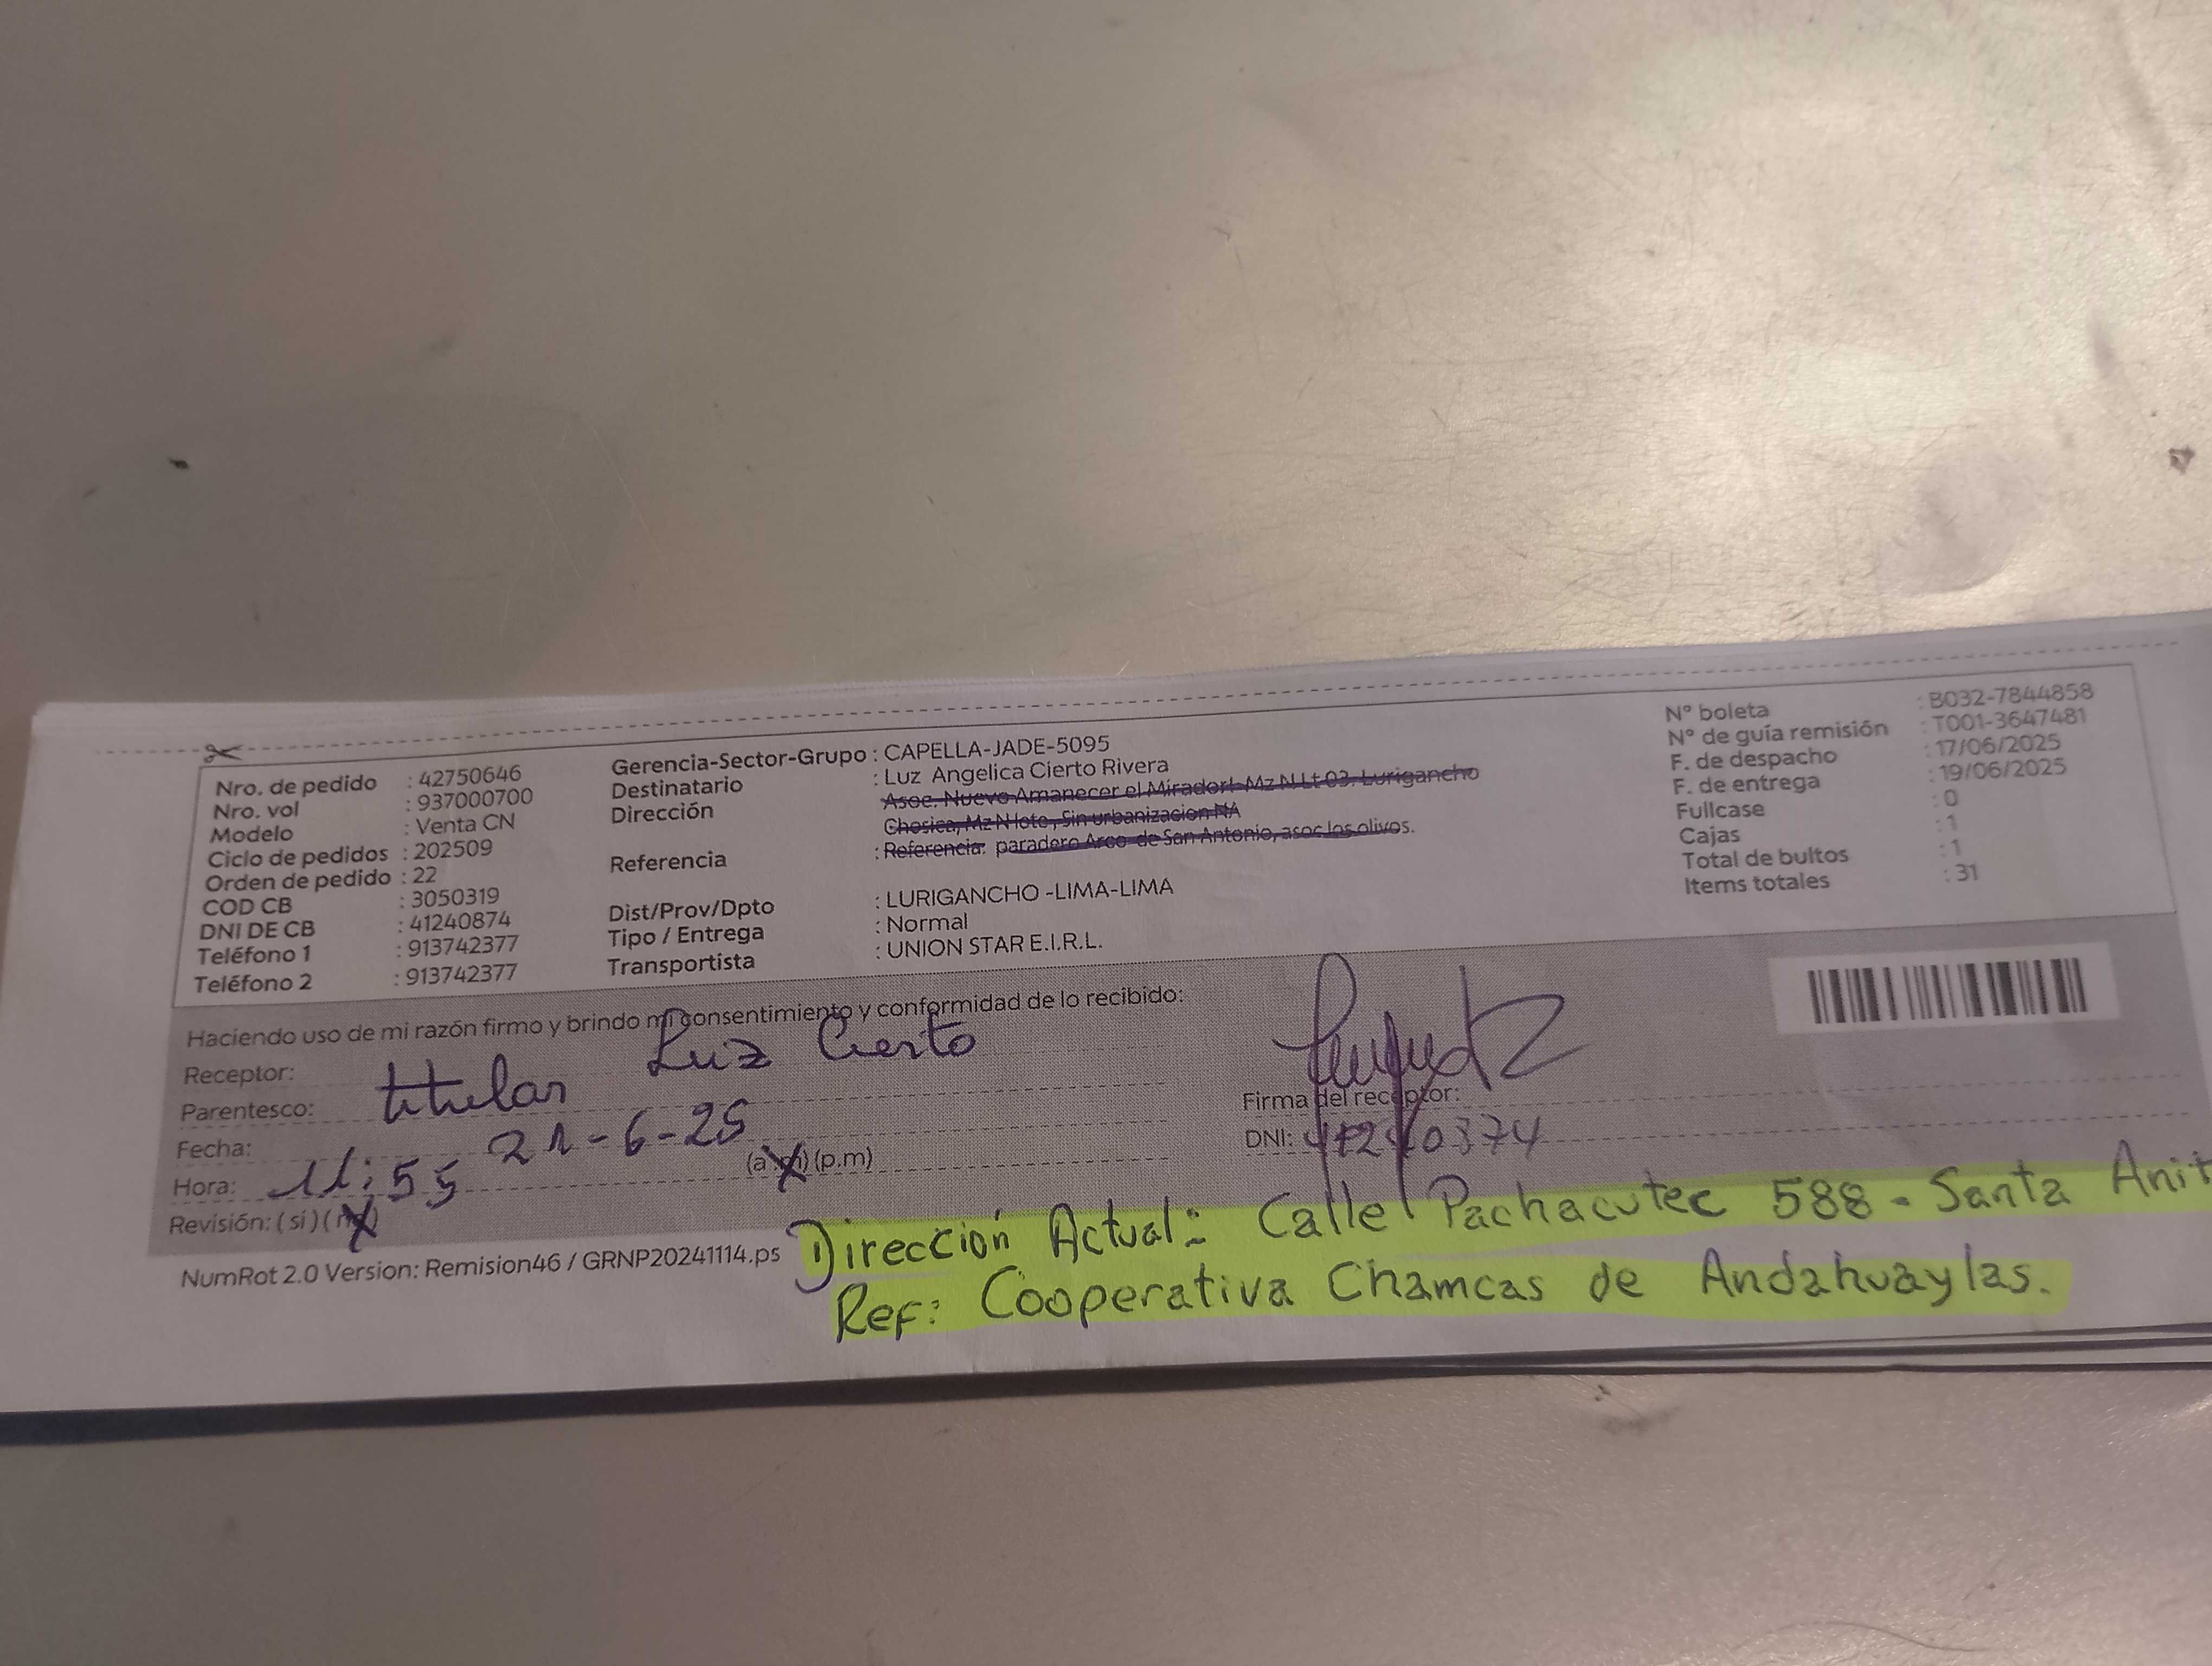 Nro. de pedido : 42750646
Nro. vol : 937000700
Modelo : Venta CN
Ciclo de pedidos : 202509
Orden de pedido : 22
COD CB : 3050319
DNI DE CB : 41240874
Teléfono 1 : 913742377
Teléfono 2 : 913742377
Gerencia-Sector-Grupo : CAPELLA-JADE-5095
Destinatario : Luz Angelica Cierto Rivera
Dirección : Asoc. Nuevo Amanecer el Mirador I Mz N Lt 03. Lurigancho
Chosica, Mz N lote , Sin urbanizacion NA
Referencia : Referencia: paradero Arco de San Antonio, asoc los olivos.
Dist/Prov/Dpto : LURIGANCHO -LIMA-LIMA
Tipo / Entrega : Normal
Transportista : UNION STAR E.I.R.L.
N° boleta : B032-7844858
N° de guía remisión : T001-3647481
F. de despacho : 17/06/2025
F. de entrega : 19/06/2025
Fullcase : 0
Cajas : 1
Total de bultos : 1
Items totales : 31
Haciendo uso de mi razón firmo y brindo mi consentimiento y conformidad de lo recibido:
Receptor: Luz Cierto
Parentesco: titular
Fecha: 21-6-25
Hora: 11:55 (a.m) (p.m)
Revisión: (si) (no)
Firma del receptor:
DNI:
NumRot 2.0 Version: Remision46 / GRNP20241114.ps
Dirección Actual: Calle Pachacutec 588 - Santa Anit
Ref: Cooperativa Chamcas de Andahuaylas.